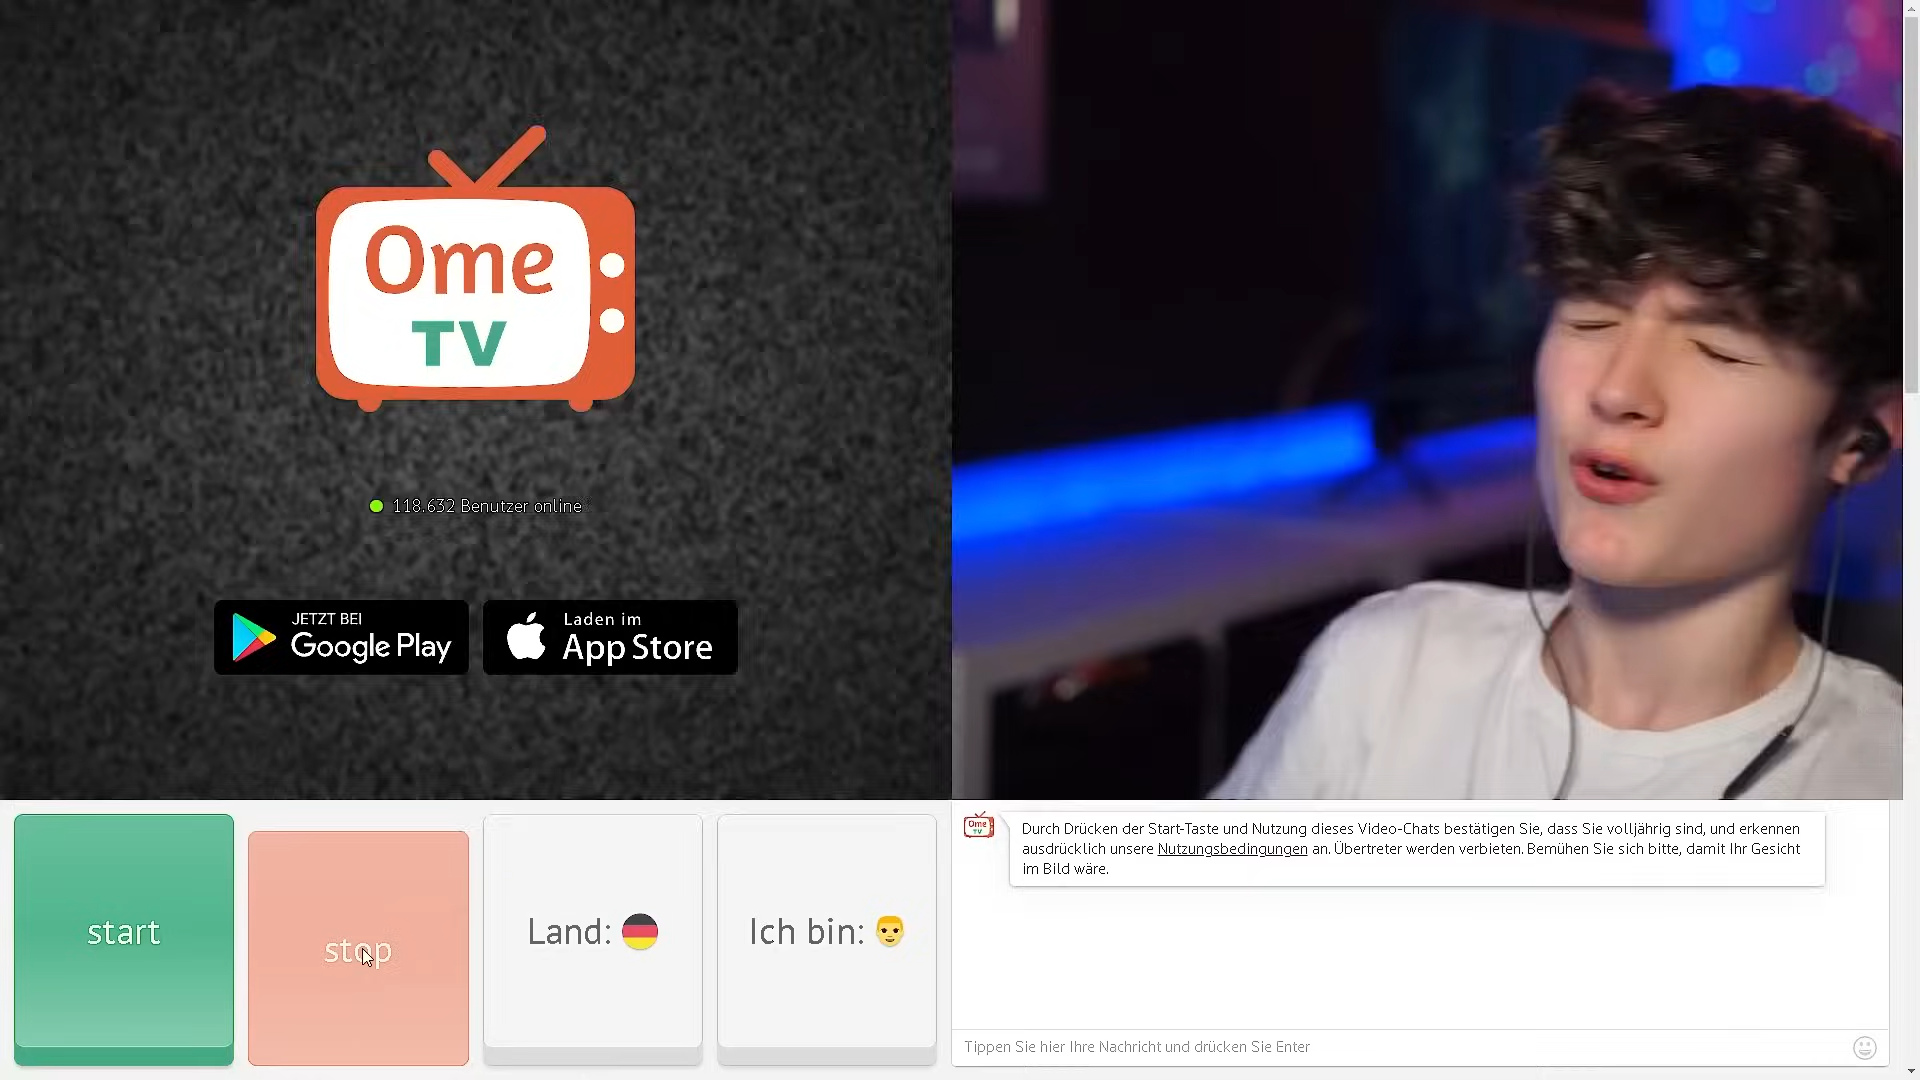 Ome
TV
118.632 Benutzer online
JETZT BEI
Google Play
Laden im
App Store
start
stop
Land:
Ich bin:
Ome
TV
Durch Drücken der Start-Taste und Nutzung dieses Video-Chats bestätigen Sie, dass Sie volljährig sind, und erkennen
ausdrücklich unsere Nutzungsbedingungen an. Übertreter werden verbieten. Bemühen Sie sich bitte, damit Ihr Gesicht
im Bild wäre.
Tippen Sie hier Ihre Nachricht und drücken Sie Enter